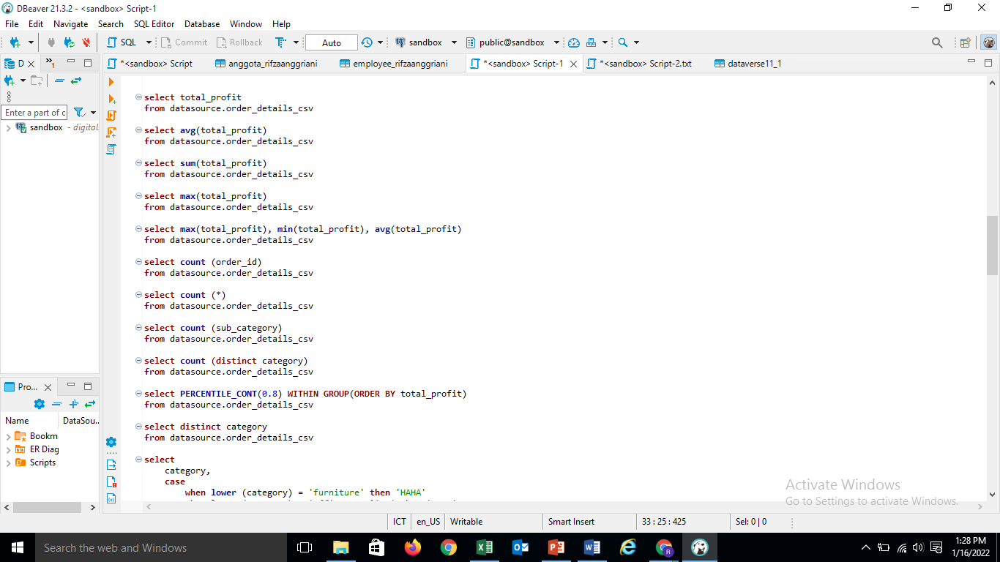 DBeaver 21.3.2 - <sandbox> Script-1
File Edit Navigate Search SQL Editor Database Window Help
SQL Commit Rollback Auto sandbox public@sandbox
D »1 *<sandbox> Script anggota_rifzaanggriani employee_rifzaanggriani *<sandbox> Script-1 *<sandbox> Script-2.txt dataverse11_1
Enter a part of c
sandbox - digital
select total_profit
from datasource.order_details_csv
select avg(total_profit)
from datasource.order_details_csv
select sum(total_profit)
from datasource.order_details_csv
select max(total_profit)
from datasource.order_details_csv
select max(total_profit), min(total_profit), avg(total_profit)
from datasource.order_details_csv
select count (order_id)
from datasource.order_details_csv
select count (*)
from datasource.order_details_csv
select count (sub_category)
from datasource.order_details_csv
select count (distinct category)
from datasource.order_details_csv
select PERCENTILE_CONT(0.8) WITHIN GROUP(ORDER BY total_profit)
from datasource.order_details_csv
select distinct category
from datasource.order_details_csv
select
category,
case
when lower (category) = 'furniture' then 'HAHA'
Pro...
Name DataSou..
Bookm
ER Diag
Scripts
Activate Windows
Go to Settings to activate Windows.
ICT en_US Writable Smart Insert 33 : 25 : 425 Sel: 0 | 0
Search the web and Windows
1:28 PM
1/16/2022